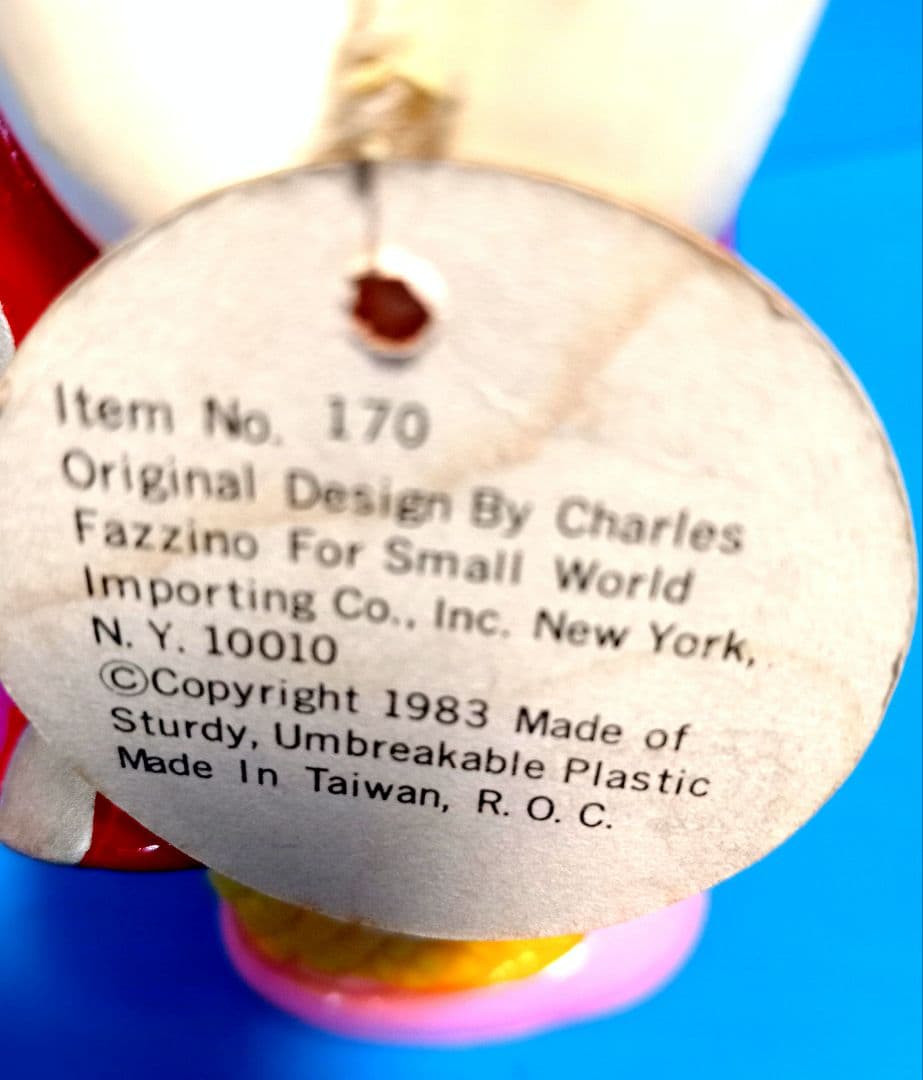 Item No. 170
Original Design By Charles
Fazzino For Small World
Importing Co., Inc. New York,
N. Y. 10010
©Copyright 1983 Made of
Sturdy, Umbreakable Plastic
Made In Taiwan, R. O. C.